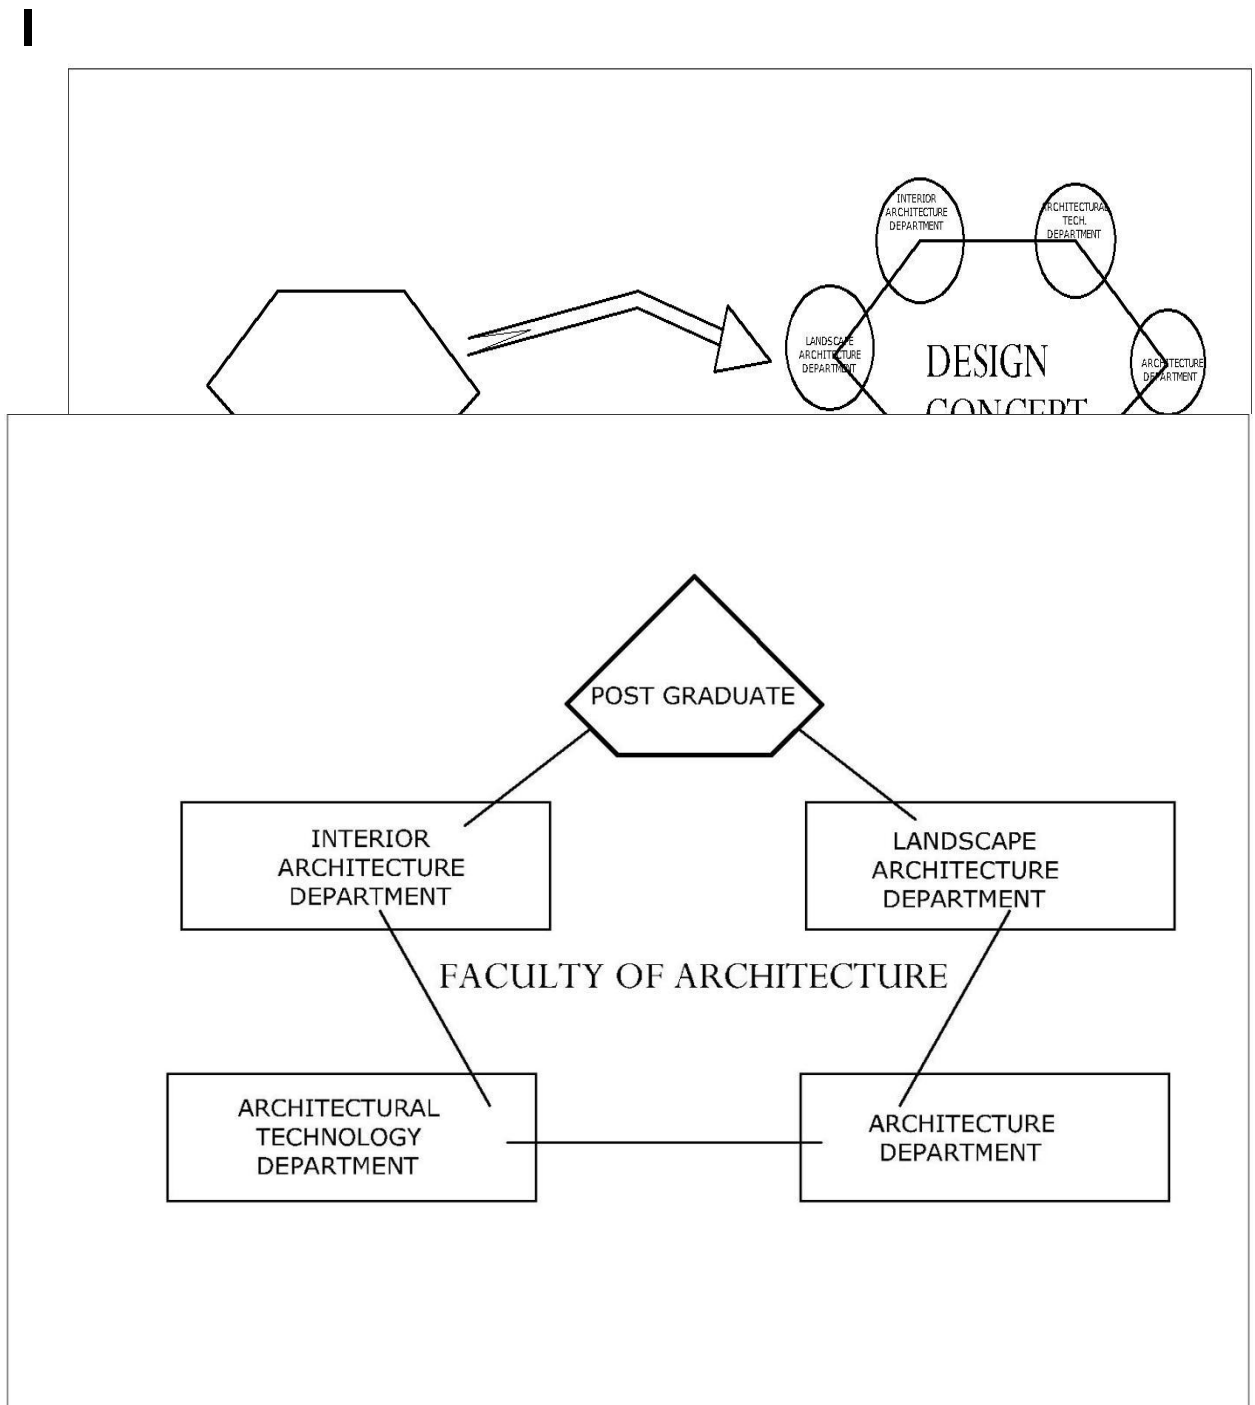 INTERIOR
ARCHITECTURE
DEPARTMENT
ARCHITECTURAL
TECH.
DEPARTMENT
LANDSCAPE
ARCHITECTURE
DEPARTMENT
DESIGN
CONCEPT
ARCHITECTURE
DEPARTMENT
POST GRADUATE
INTERIOR
ARCHITECTURE
DEPARTMENT
LANDSCAPE
ARCHITECTURE
DEPARTMENT
FACULTY OF ARCHITECTURE
ARCHITECTURAL
TECHNOLOGY
DEPARTMENT
ARCHITECTURE
DEPARTMENT